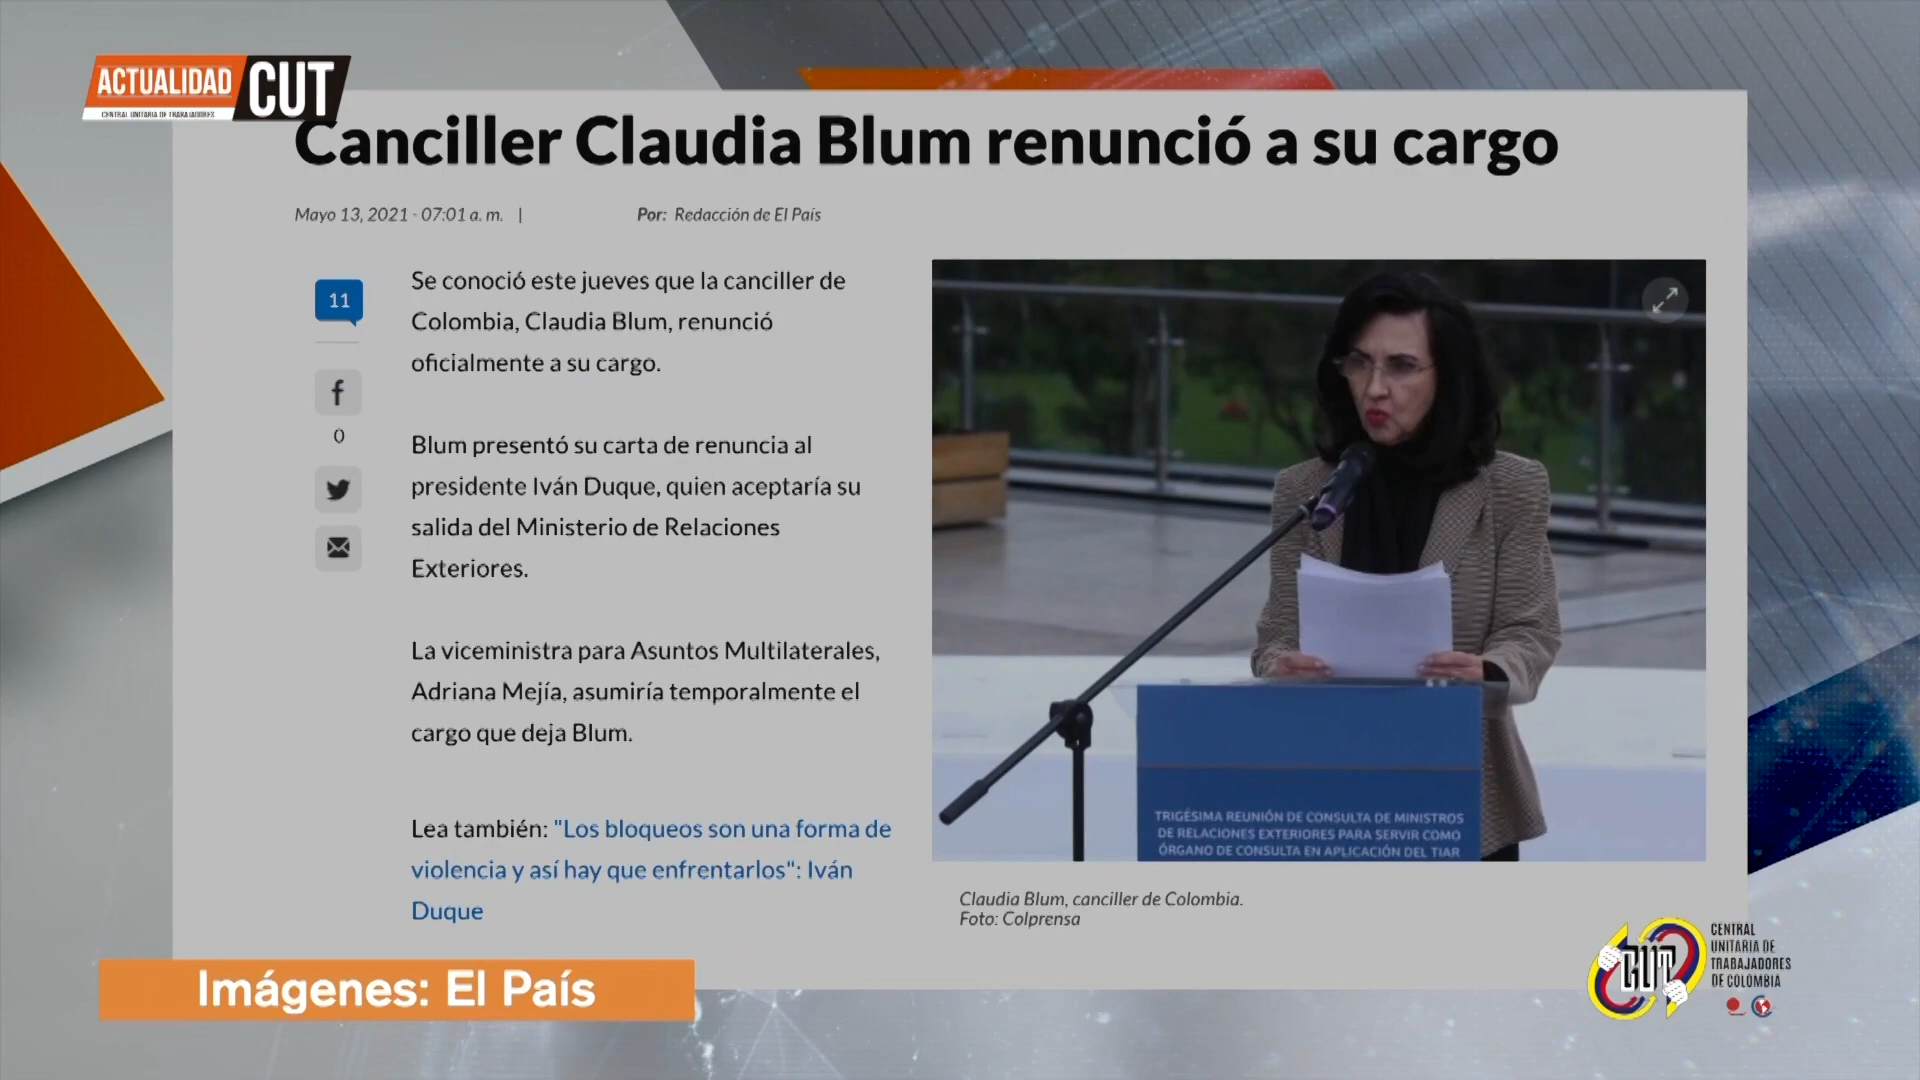 ACTUALIDAD CUT
CENTRAL UNITARIA DE TRABAJADORES
Canciller Claudia Blum renunció a su cargo
Mayo 13, 2021 - 07:01 a. m. |
Por: Redacción de El País
11
Se conoció este jueves que la canciller de
Colombia, Claudia Blum, renunció
oficialmente a su cargo.
f
0
Blum presentó su carta de renuncia al
presidente Iván Duque, quien aceptaría su
salida del Ministerio de Relaciones
Exteriores.
La viceministra para Asuntos Multilaterales,
Adriana Mejía, asumiría temporalmente el
cargo que deja Blum.
Lea también: "Los bloqueos son una forma de
violencia y así hay que enfrentarlos": Iván
Duque
TRIGÉSIMA REUNIÓN DE CONSULTA DE MINISTROS
DE RELACIONES EXTERIORES PARA SERVIR COMO
ÓRGANO DE CONSULTA EN APLICACIÓN DEL TIAR
Claudia Blum, canciller de Colombia.
Foto: Colprensa
Imágenes: El País
CUT
CENTRAL
UNITARIA DE
TRABAJADORES
DE COLOMBIA